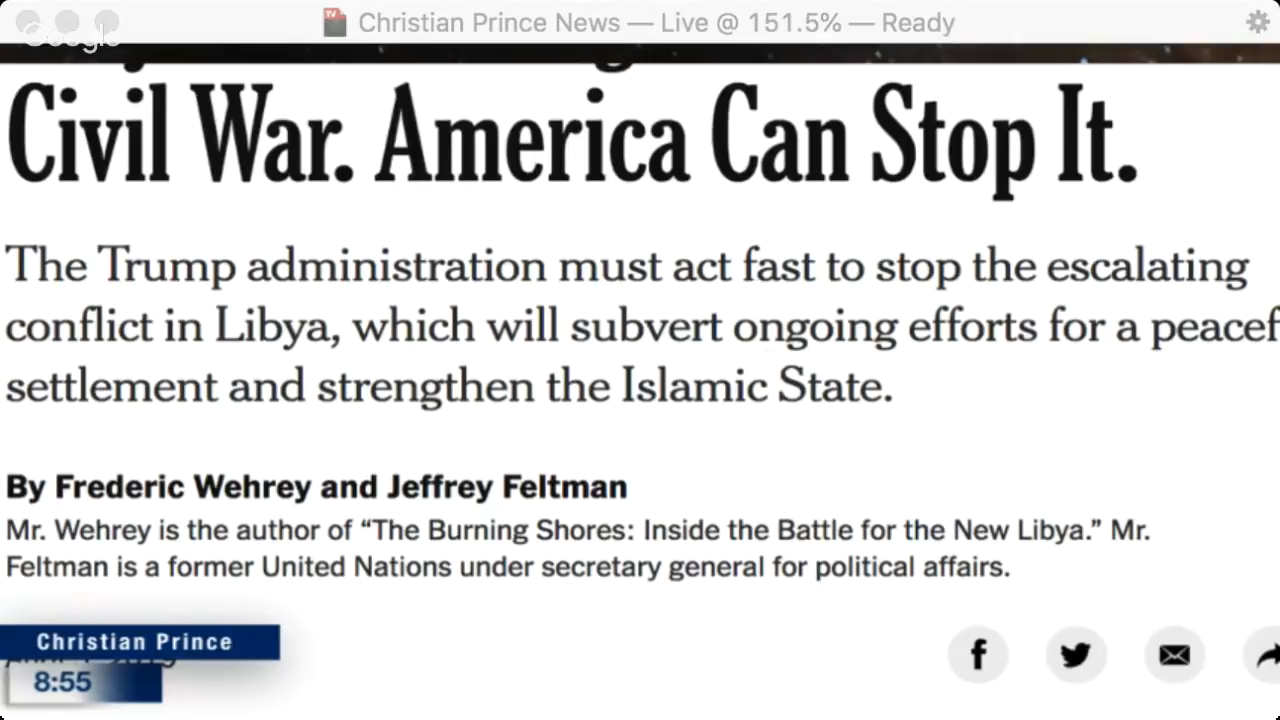 Christian Prince News — Live @ 151.5% — Ready
Google
Civil War. America Can Stop It.
The Trump administration must act fast to stop the escalating
conflict in Libya, which will subvert ongoing efforts for a peacef
settlement and strengthen the Islamic State.
By Frederic Wehrey and Jeffrey Feltman
Mr. Wehrey is the author of “The Burning Shores: Inside the Battle for the New Libya.” Mr.
Feltman is a former United Nations under secretary general for political affairs.
Christian Prince
8:55